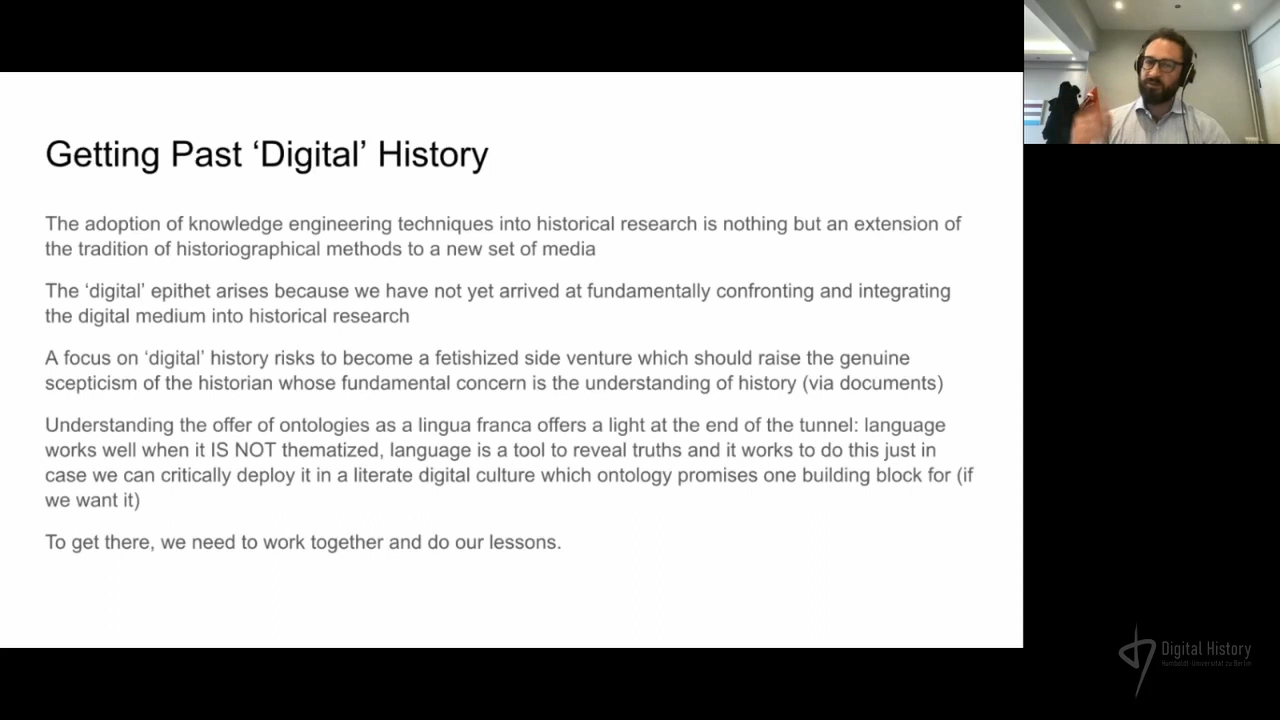 Getting Past ‘Digital’ History
The adoption of knowledge engineering techniques into historical research is nothing but an extension of
the tradition of historiographical methods to a new set of media
The ‘digital’ epithet arises because we have not yet arrived at fundamentally confronting and integrating
the digital medium into historical research
A focus on ‘digital’ history risks to become a fetishized side venture which should raise the genuine
scepticism of the historian whose fundamental concern is the understanding of history (via documents)
Understanding the offer of ontologies as a lingua franca offers a light at the end of the tunnel: language
works well when it IS NOT thematized, language is a tool to reveal truths and it works to do this just in
case we can critically deploy it in a literate digital culture which ontology promises one building block for (if
we want it)
To get there, we need to work together and do our lessons.
Digital History
Humboldt-Universität zu Berlin